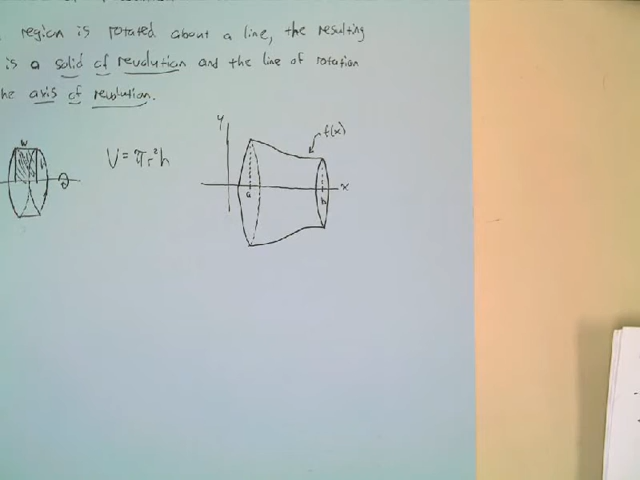 region is rotated about a line, the resulting
is a solid of revolution and the line of rotation
he axis of revolution.
w
V = πr²h
y
f(x)
a
b
x